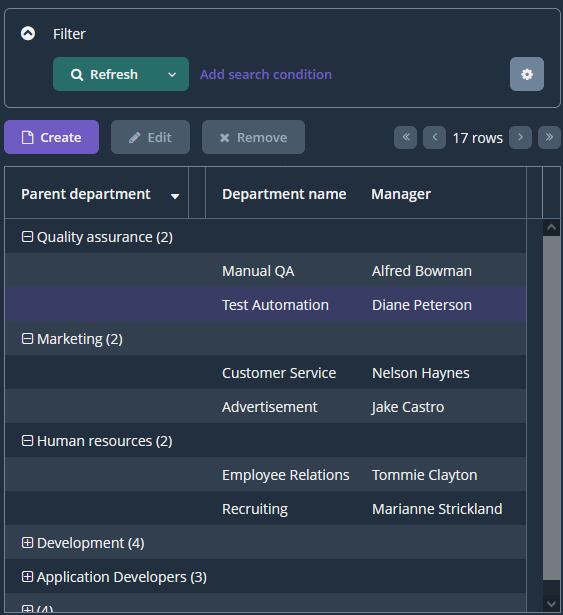 Filter
Refresh Add search condition
Create Edit Remove 17 rows
Parent department Department name Manager
Quality assurance (2)
Manual QA Alfred Bowman
Test Automation Diane Peterson
Marketing (2)
Customer Service Nelson Haynes
Advertisement Jake Castro
Human resources (2)
Employee Relations Tommie Clayton
Recruiting Marianne Strickland
Development (4)
Application Developers (3)
(4)